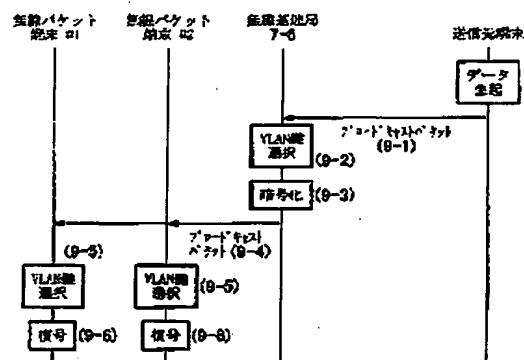 無線パケット
端末 #1
無線パケット
端末 #2
無線基地局
7-6
送信元端末
データ
生起
ブロードキャストパケット
(9-1)
VLAN鍵
選択
(9-2)
暗号化
(9-3)
ブロードキャスト
パケット(9-4)
(9-5)
VLAN鍵
選択
VLAN鍵
選択
(9-5)
復号
(9-6)
復号
(9-6)